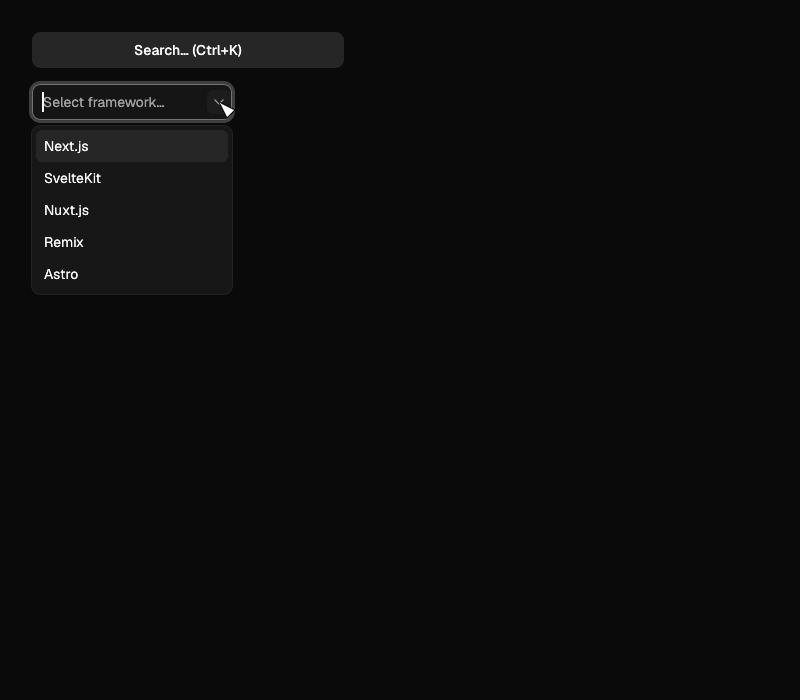 Search... (Ctrl+K)
Select framework...
Next.js
SvelteKit
Nuxt.js
Remix
Astro